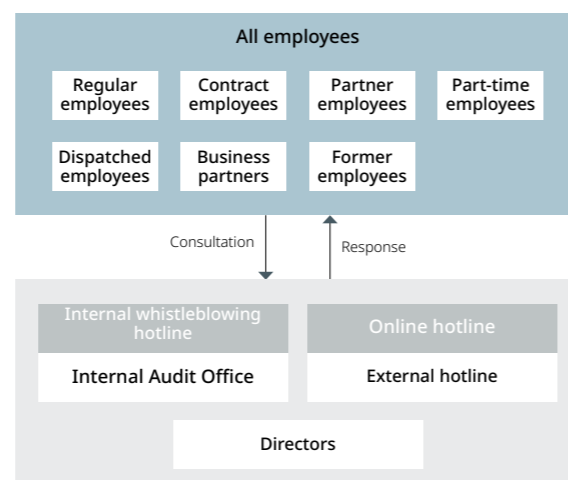 All employees
Regular
employees
Contract
employees
Partner
employees
Part-time
employees
Dispatched
employees
Business
partners
Former
employees
Consultation
Response
Internal whistleblowing
hotline
Internal Audit Office
Online hotline
External hotline
Directors